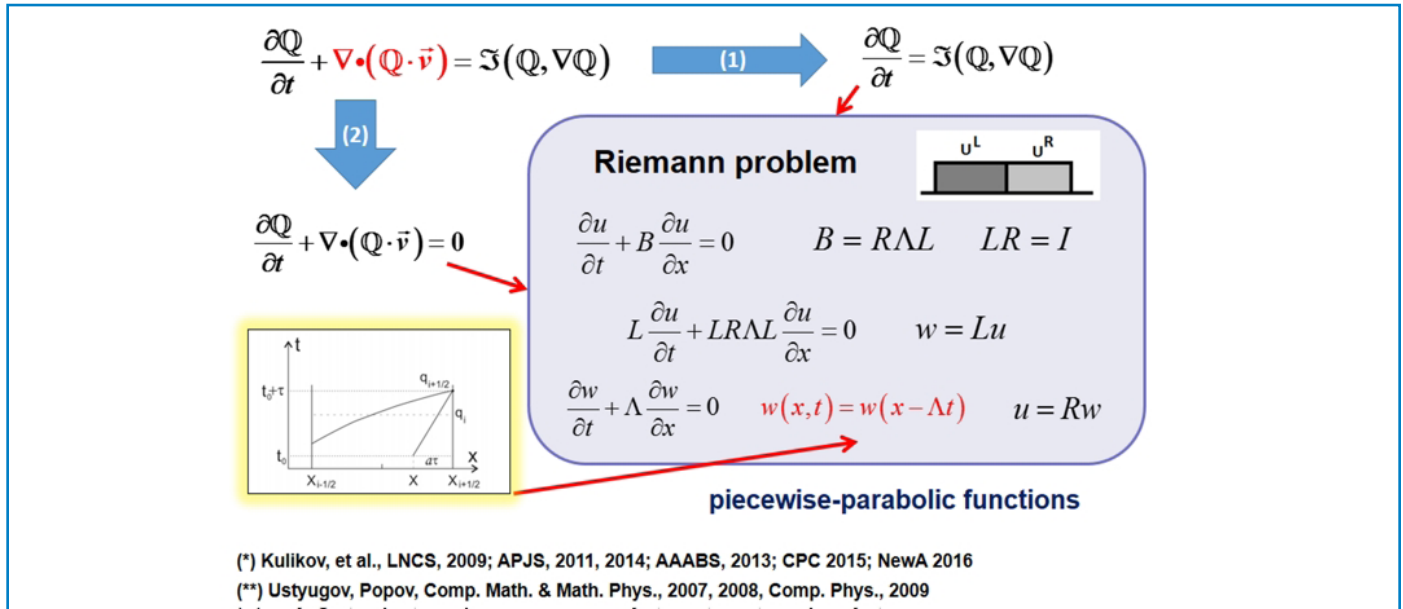 ∂ℚ/∂t + ∇•(ℚ·v⃗) = ℑ(ℚ,∇ℚ) (1) ∂ℚ/∂t = ℑ(ℚ,∇ℚ)
(2)
∂ℚ/∂t + ∇•(ℚ·v⃗) = 0
Riemann problem
U^L U^R
∂u/∂t + B ∂u/∂x = 0 B = RΛL LR = I
L ∂u/∂t + LRΛL ∂u/∂x = 0 w = Lu
∂w/∂t + Λ ∂w/∂x = 0 w(x,t) = w(x − Λt) u = Rw
t
t₀+τ
q_{i+1/2}
q_i
t₀
aτ X
X_{i-1/2} X X_{i+1/2}
piecewise-parabolic functions
(*) Kulikov, et al., LNCS, 2009; APJS, 2011, 2014; AAABS, 2013; CPC 2015; NewA 2016
(**) Ustyugov, Popov, Comp. Math. & Math. Phys., 2007, 2008, Comp. Phys., 2009